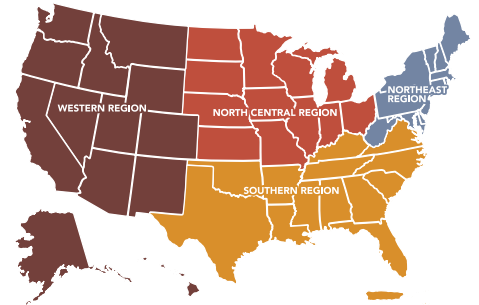 WESTERN REGION
NORTH CENTRAL REGION
NORTHEAST
REGION
SOUTHERN REGION